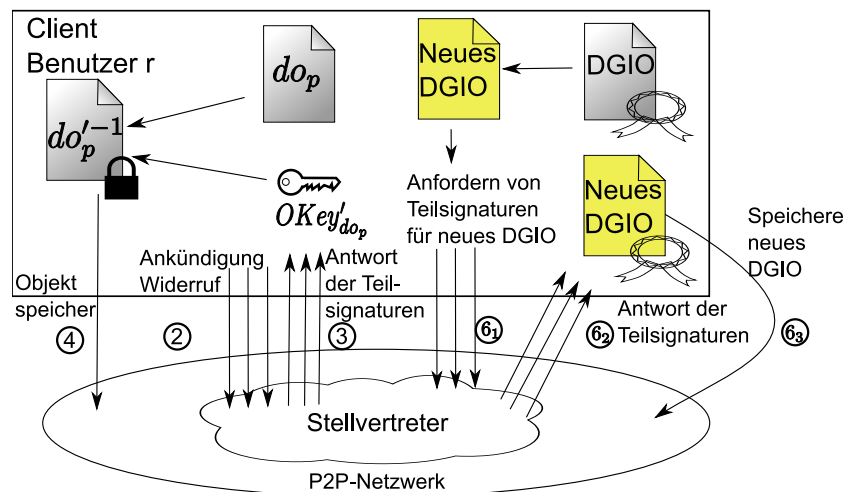 Client
Benutzer r
do_p
Neues
DGIO
DGIO
do_p'^{-1}
OKey'_{do_p}
Anfordern von
Teilsignaturen
für neues DGIO
Neues
DGIO
Speichere
neues
DGIO
Objekt
speicher
Ankündigung
Widerruf
Antwort
der Teil-
signaturen
Antwort der
Teilsignaturen
4
2
3
6_1
6_2
6_3
Stellvertreter
P2P-Netzwerk